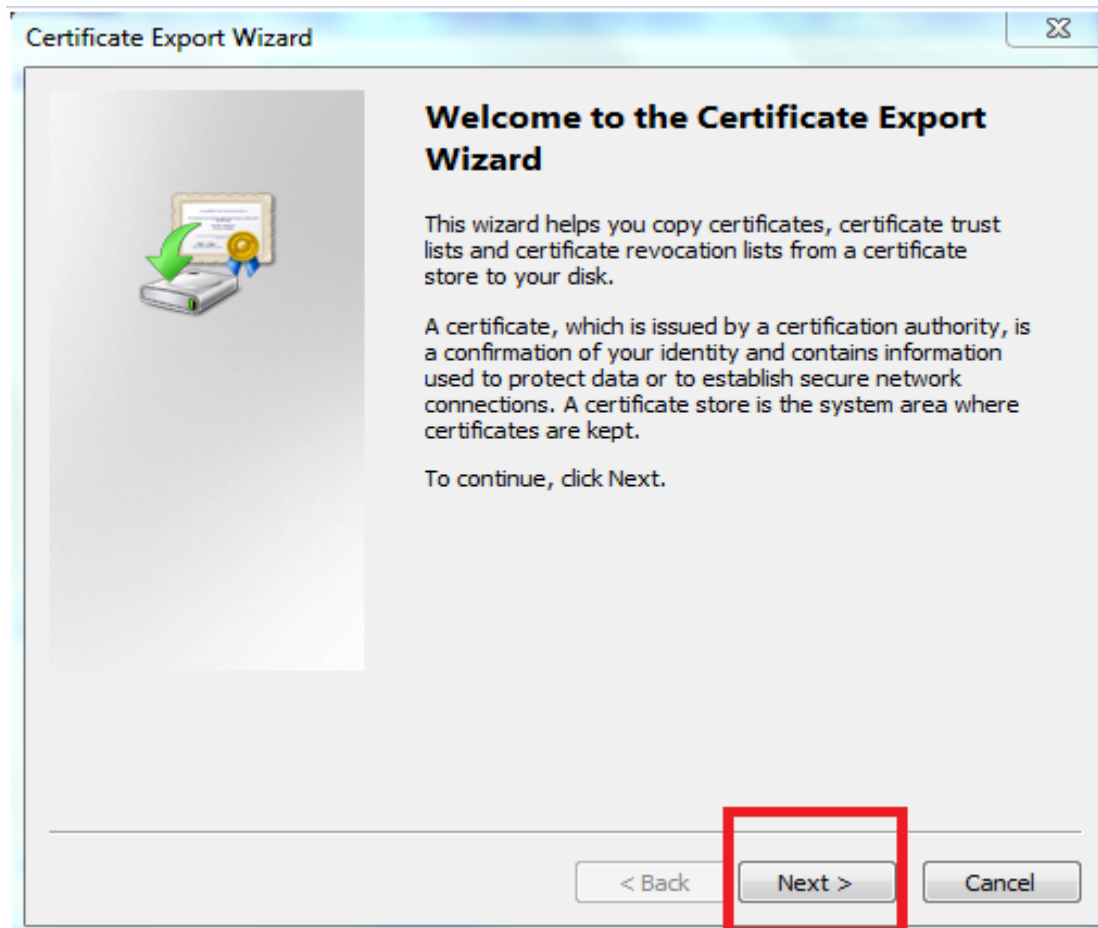 Certificate Export Wizard
Welcome to the Certificate Export
Wizard
This wizard helps you copy certificates, certificate trust
lists and certificate revocation lists from a certificate
store to your disk.
A certificate, which is issued by a certification authority, is
a confirmation of your identity and contains information
used to protect data or to establish secure network
connections. A certificate store is the system area where
certificates are kept.
To continue, click Next.
< Back Next > Cancel